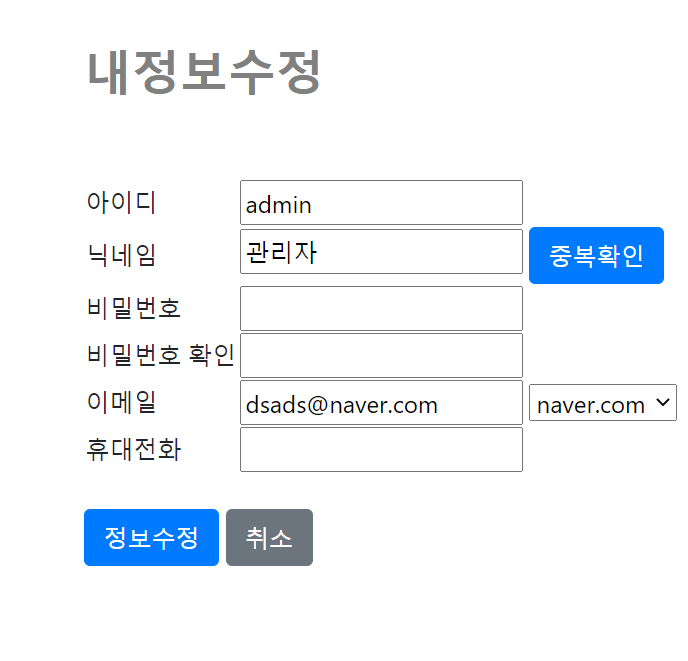 내정보수정
아이디 admin
닉네임 관리자 중복확인
비밀번호
비밀번호 확인
이메일 dsads@naver.com naver.com
휴대전화
정보수정 취소